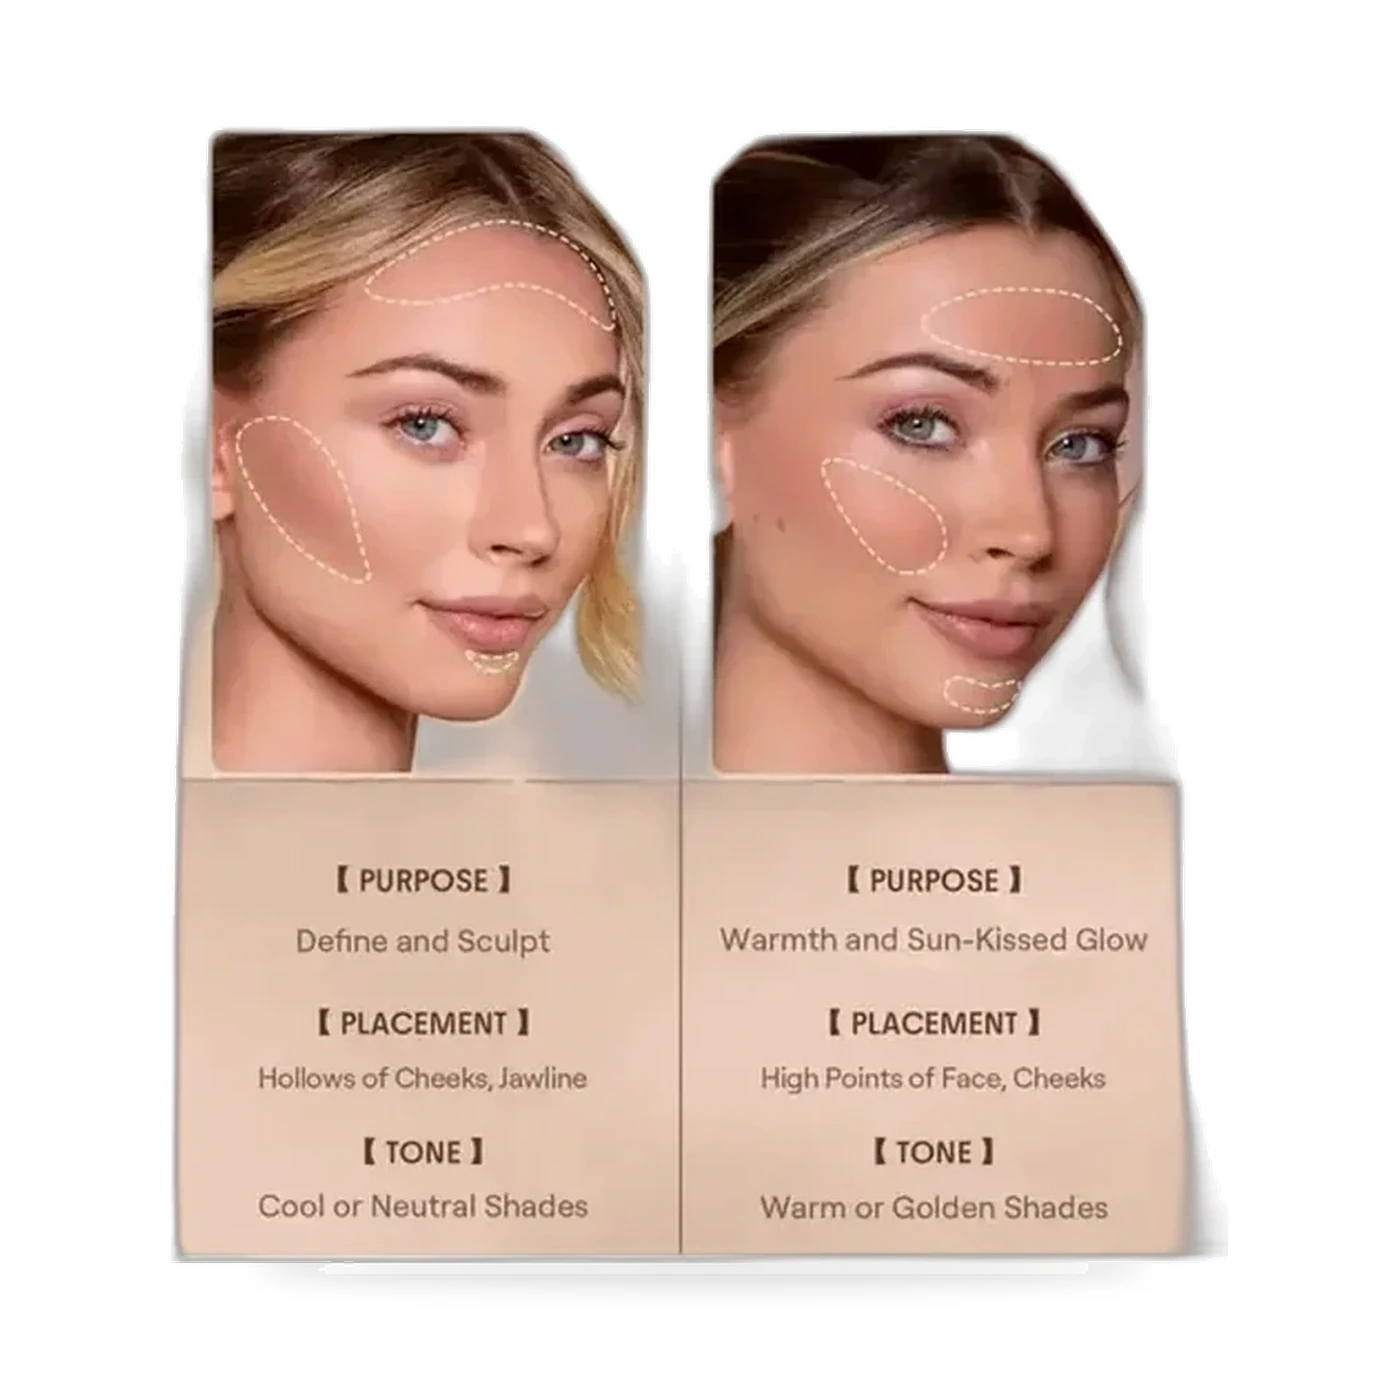 【 PURPOSE 】
Define and Sculpt
【 PLACEMENT 】
Hollows of Cheeks, Jawline
【 TONE 】
Cool or Neutral Shades
【 PURPOSE 】
Warmth and Sun-Kissed Glow
【 PLACEMENT 】
High Points of Face, Cheeks
【 TONE 】
Warm or Golden Shades